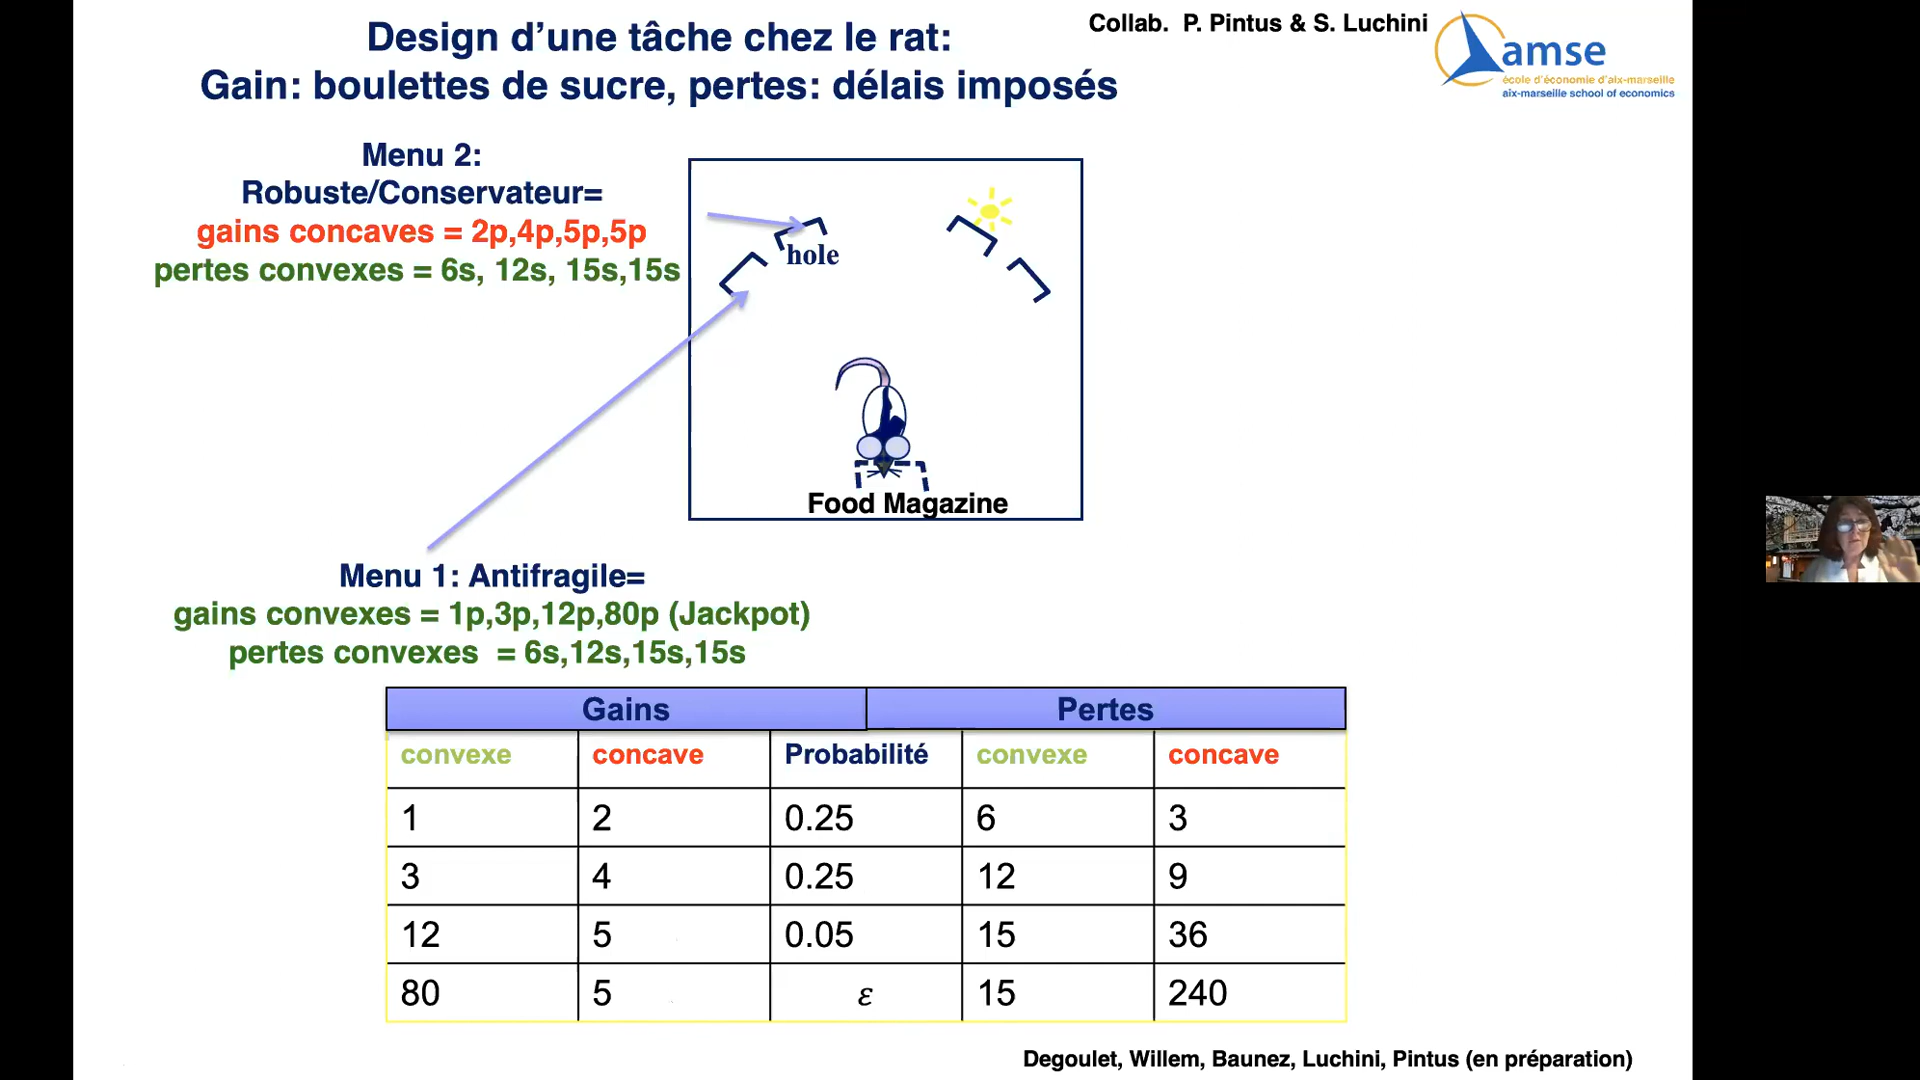 Design d’une tâche chez le rat:
Gain: boulettes de sucre, pertes: délais imposés
Collab. P. Pintus & S. Luchini
amse
école d'économie d'aix-marseille
aix-marseille school of economics
Menu 2:
Robuste/Conservateur=
gains concaves = 2p,4p,5p,5p
pertes convexes = 6s, 12s, 15s,15s
hole
Food Magazine
Menu 1: Antifragile=
gains convexes = 1p,3p,12p,80p (Jackpot)
pertes convexes = 6s,12s,15s,15s
Gains Pertes
convexe concave Probabilité convexe concave
1 2 0.25 6 3
3 4 0.25 12 9
12 5 0.05 15 36
80 5 ε 15 240
Degoulet, Willem, Baunez, Luchini, Pintus (en préparation)